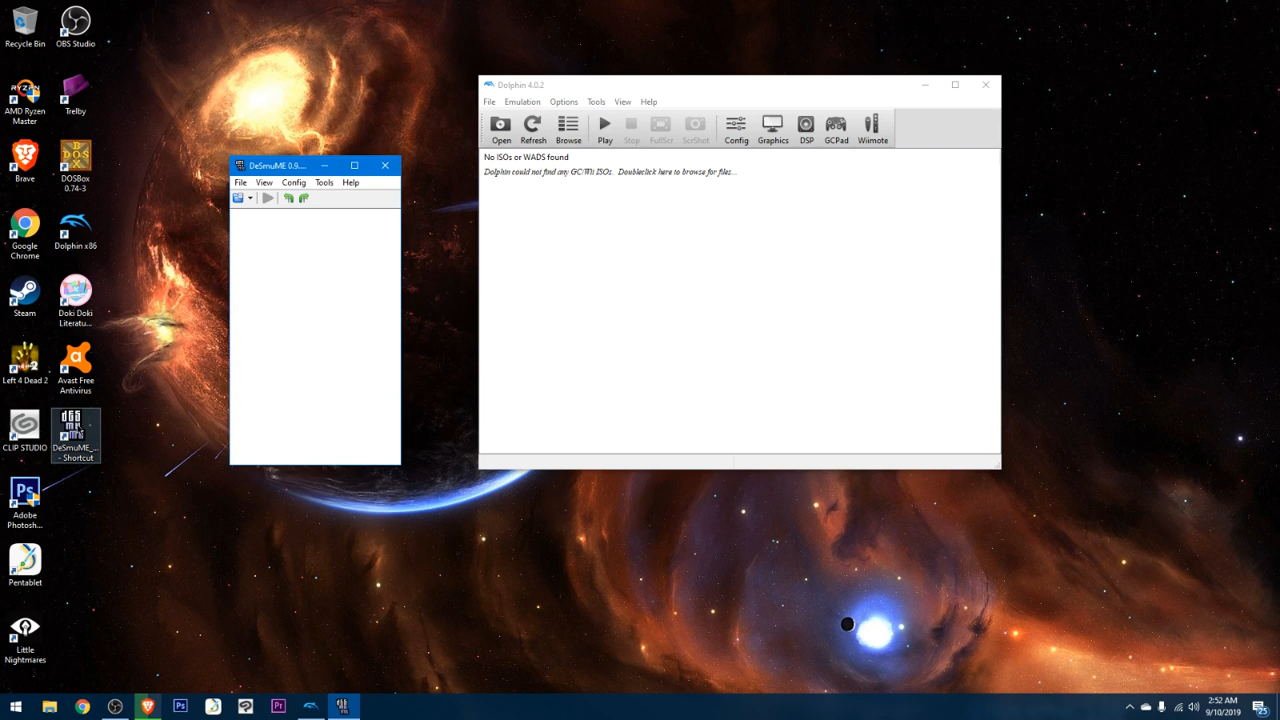 Recycle Bin
OBS Studio
AMD Ryzen
Master
Trelby
Brave
DOSBox
0.74-3
Google
Chrome
Dolphin x86
Steam
Doki Doki
Literatu...
Left 4 Dead 2
Avast Free
Antivirus
CLIP STUDIO
DeSmuME_...
- Shortcut
Adobe
Photosh...
Pentablet
Little
Nightmares
DeSmuME 0.9....
File View Config Tools Help
Dolphin 4.0.2
File Emulation Options Tools View Help
Open Refresh Browse Play Stop FullScr ScrShot Config Graphics DSP GCPad Wiimote
No ISOs or WADS found
Dolphin could not find any GC/Wii ISOs. Doubleclick here to browse for files...
2:52 AM
9/10/2019
25